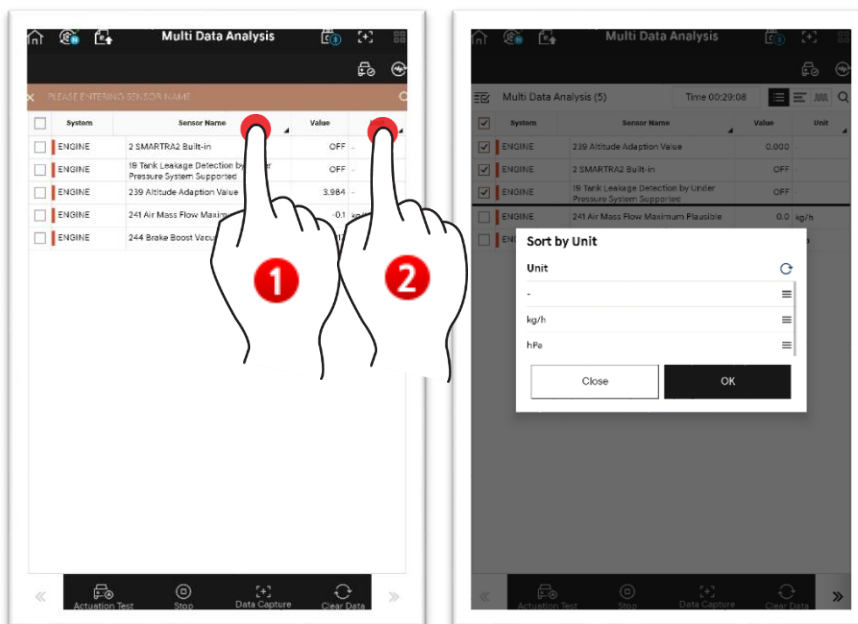 Multi Data Analysis
PLEASE ENTERING SENSOR NAME
System Sensor Name Value
ENGINE 2 SMARTRA2 Built-in OFF -
ENGINE 19 Tank Leakage Detection by Under
Pressure System Supported OFF -
ENGINE 239 Altitude Adaption Value 3.984 -
ENGINE 241 Air Mass Flow -0.1
ENGINE 244 Brake Boost
1
2
Actuation Test Stop Data Capture Clear Data
Multi Data Analysis
Multi Data Analysis (5) Time 00:29:08
System Sensor Name Value Unit
ENGINE 239 Altitude Adaption Value 0.000 -
ENGINE 2 SMARTRA2 Built-in OFF -
ENGINE 19 Tank Leakage Detection by Under
Pressure System Supported OFF -
ENGINE 241 Air Mass Flow Maximum Plausible 0.0 kg/h
Sort by Unit
Unit
-
kg/h
hPa
Close OK
Actuation Test Stop Data Capture Clear Data